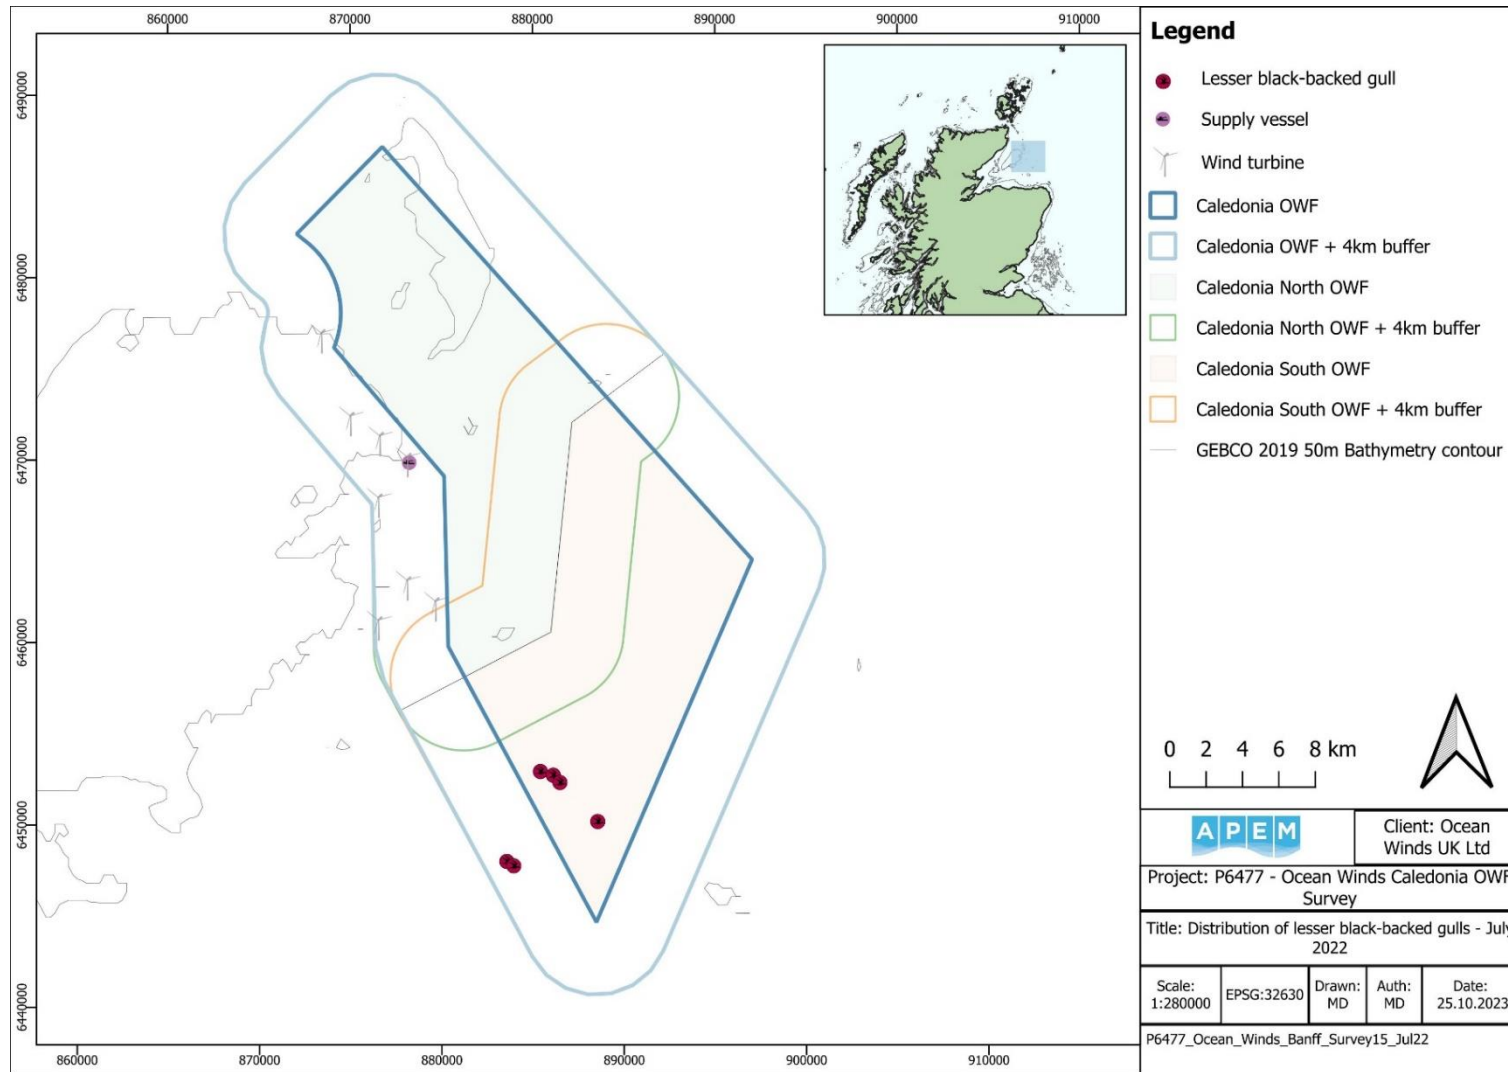 860000 870000 880000 890000 900000 910000
6490000
6480000
6470000
6460000
6450000
6440000
860000 870000 880000 890000 900000 910000
Legend
Lesser black-backed gull
Supply vessel
Wind turbine
Caledonia OWF
Caledonia OWF + 4km buffer
Caledonia North OWF
Caledonia North OWF + 4km buffer
Caledonia South OWF
Caledonia South OWF + 4km buffer
GEBCO 2019 50m Bathymetry contour
0 2 4 6 8 km
APEM
Client: Ocean
Winds UK Ltd
Project: P6477 - Ocean Winds Caledonia OWF
Survey
Title: Distribution of lesser black-backed gulls - July
2022
Scale:
1:280000
EPSG:32630
Drawn:
MD
Auth:
MD
Date:
25.10.2023
P6477_Ocean_Winds_Banff_Survey15_Jul22